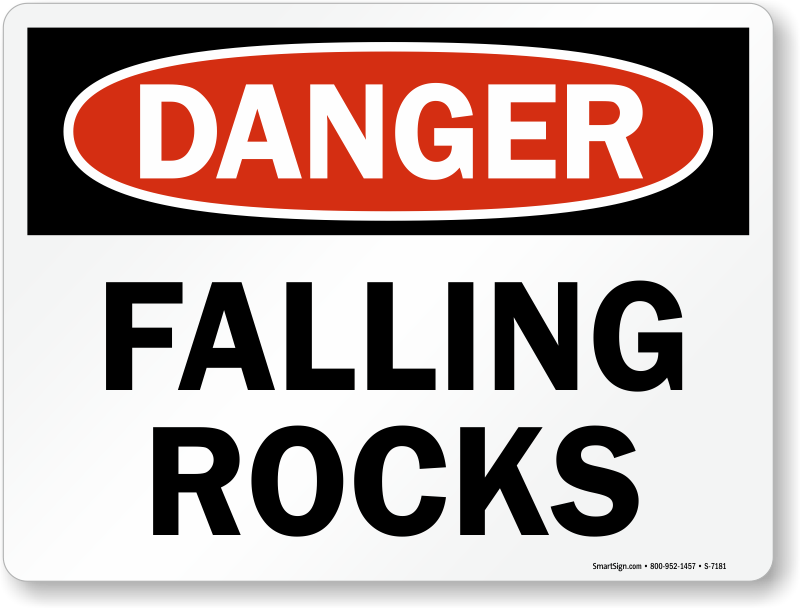 DANGER
FALLING
ROCKS
SmartSign.com • 800-952-1457 • S-7181